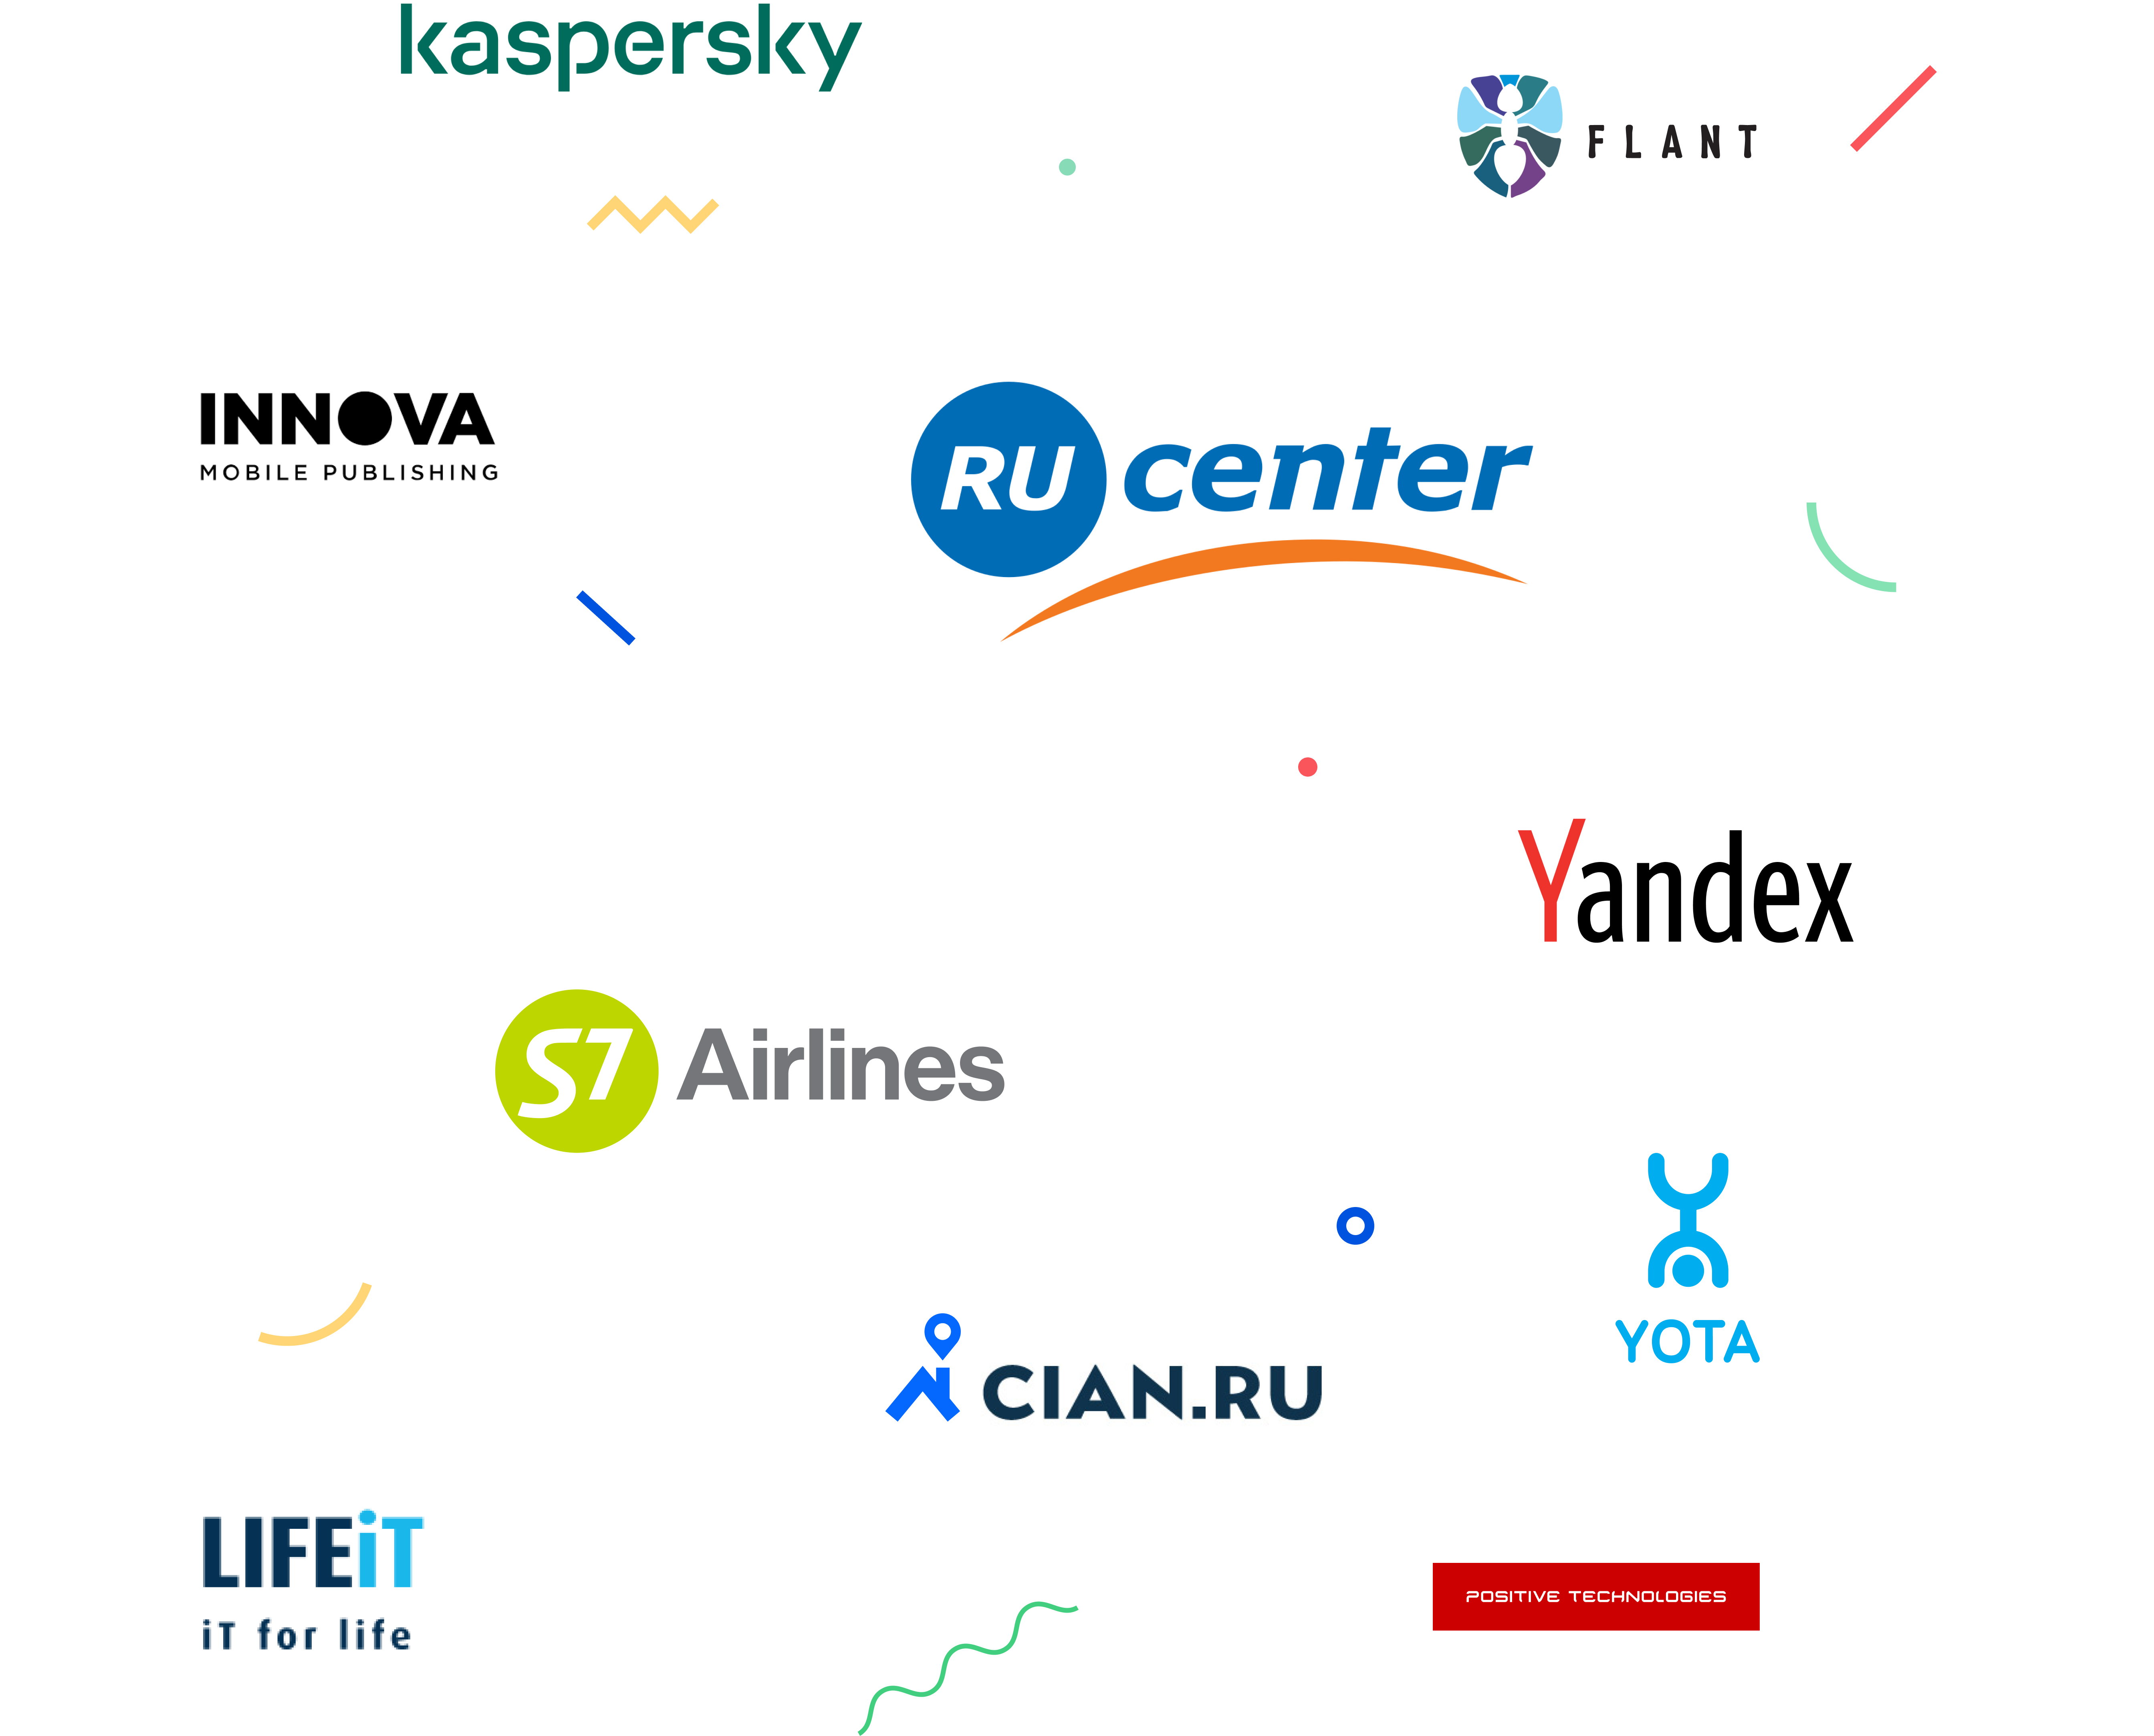 kaspersky
FLANT
INNOVA
MOBILE PUBLISHING
RU center
Yandex
S7 Airlines
YOTA
CIAN.RU
LIFEiT
iT for life
POSITIVE TECHNOLOGIES